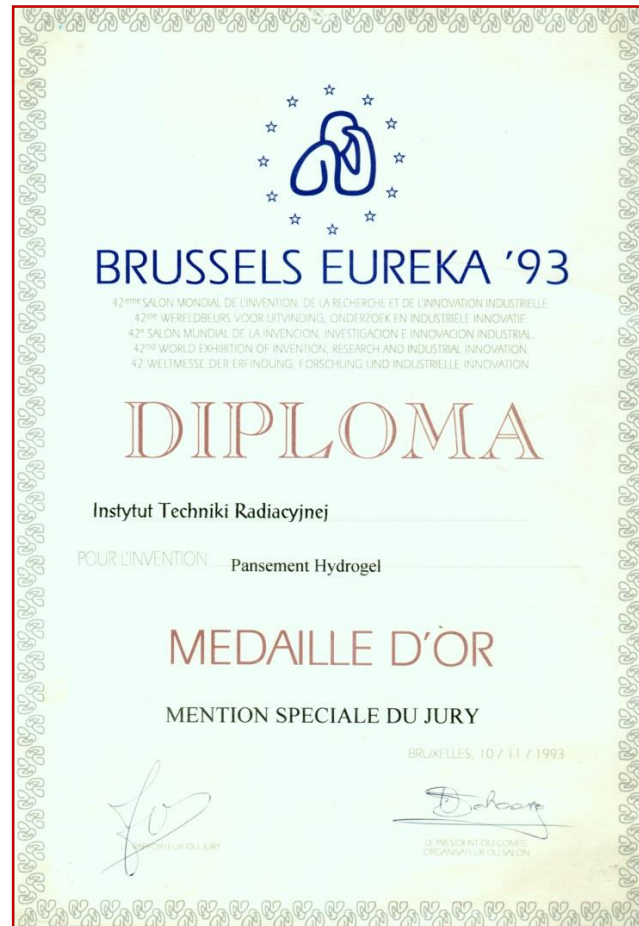 BRUSSELS EUREKA '93
42ème SALON MONDIAL DE L'INVENTION, DE LA RECHERCHE ET DE L'INNOVATION INDUSTRIELLE.
42ste WERELDBEURS VOOR UITVINDING, ONDERZOEK EN INDUSTRIËLE INNOVATIE.
42º SALON MUNDIAL DE LA INVENCION, INVESTIGACION E INNOVACION INDUSTRIAL.
42nd WORLD EXHIBITION OF INVENTION, RESEARCH AND INDUSTRIAL INNOVATION.
42. WELTMESSE DER ERFINDUNG, FORSCHUNG UND INDUSTRIELLE INNOVATION.
DIPLOMA
Instytut Techniki Radiacyjnej
POUR L'INVENTION Pansement Hydrogel
MEDAILLE D'OR
MENTION SPECIALE DU JURY
BRUXELLES, 10 / 11 / 1993
LE RAPPORTEUR DU JURY
LE PRESIDENT DU COMITE
ORGANISATEUR DU SALON